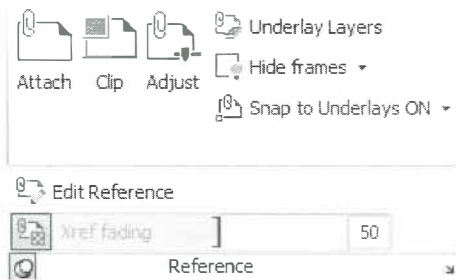 Attach Clip Adjust
Underlay Layers
Hide frames
Snap to Underlays ON
Edit Reference
Xref fading 50
Reference